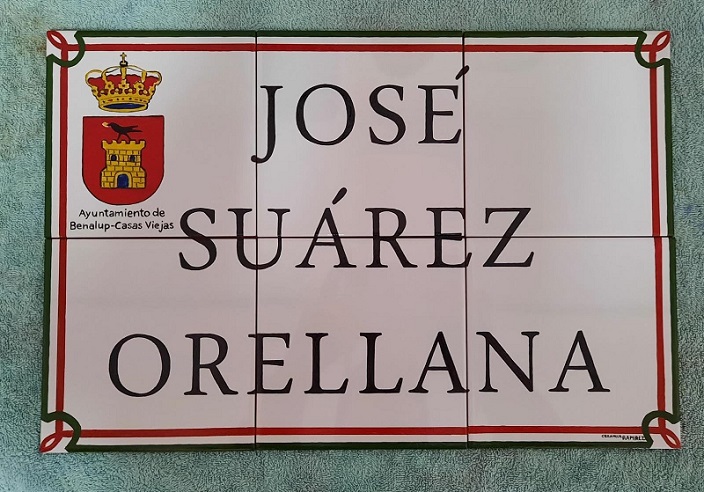 JOSÉ
SUÁREZ
ORELLANA
Ayuntamiento de
Benalup-Casas Viejas